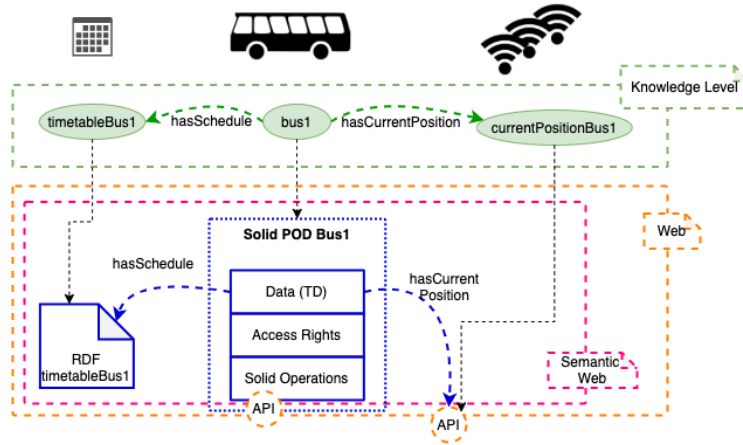 Knowledge Level
timetableBus1
hasSchedule
bus1
hasCurrentPosition
currentPositionBus1
Web
Solid POD Bus1
hasSchedule
Data (TD)
hasCurrent
Position
Access Rights
RDF
timetableBus1
Solid Operations
Semantic
Web
API
API